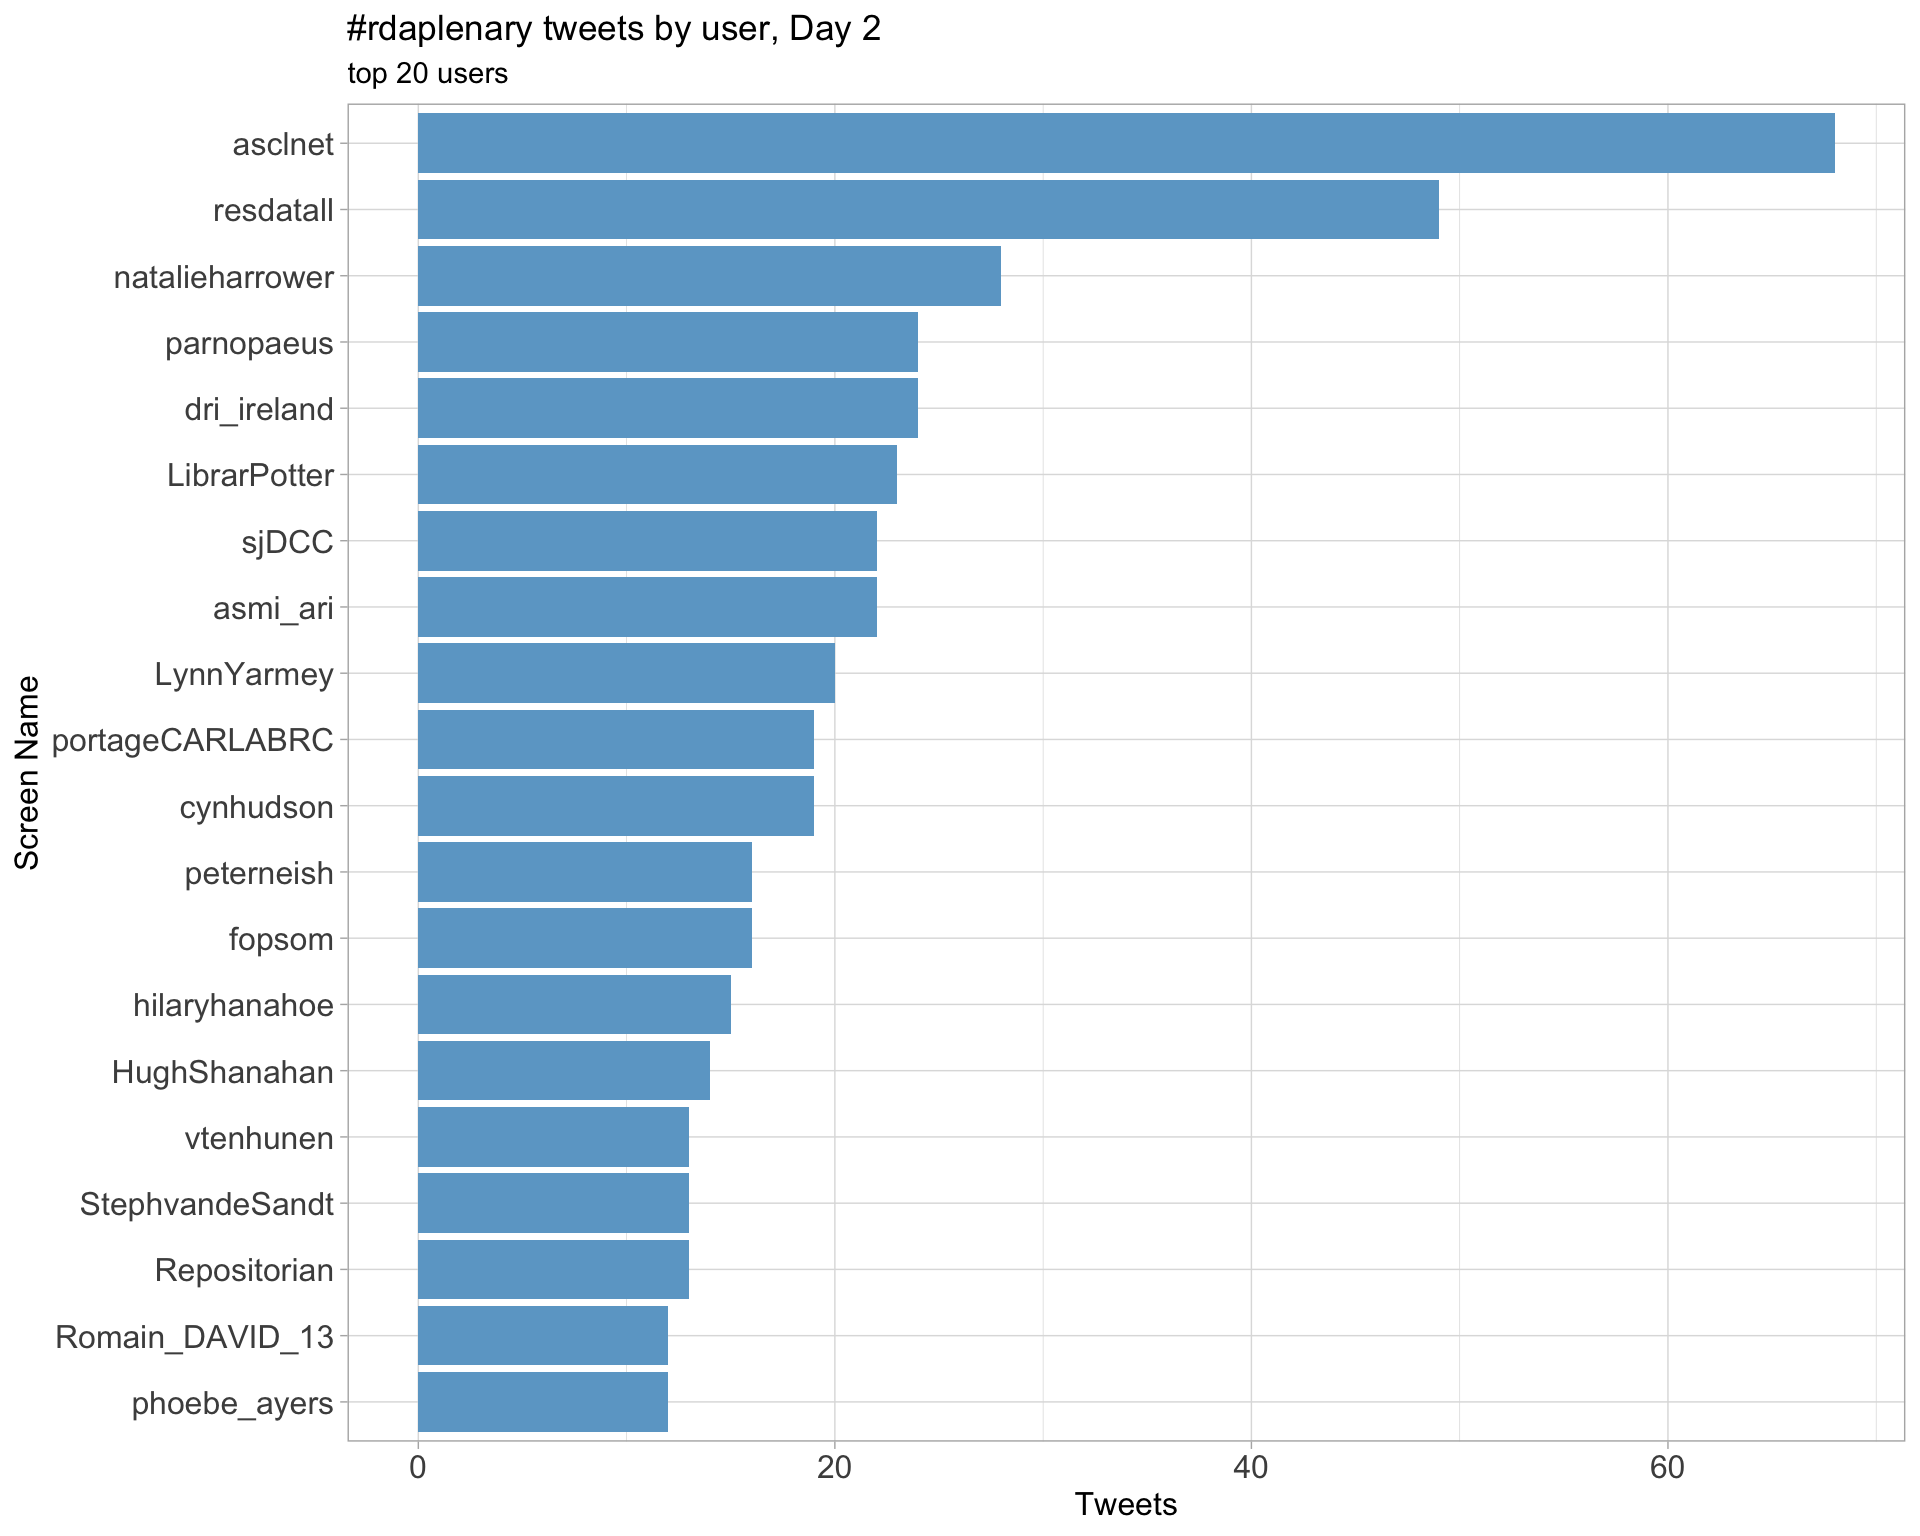 #rdaplenary tweets by user, Day 2
top 20 users
asclnet
resdatall
natalieharrower
parnopaeus
dri_ireland
LibrarPotter
sjDCC
asmi_ari
LynnYarmey
portageCARLABRC
cynhudson
peterneish
fopsom
hilaryhanahoe
HughShanahan
vtenhunen
StephvandeSandt
Repositorian
Romain_DAVID_13
phoebe_ayers
Screen Name
0 20 40 60
Tweets